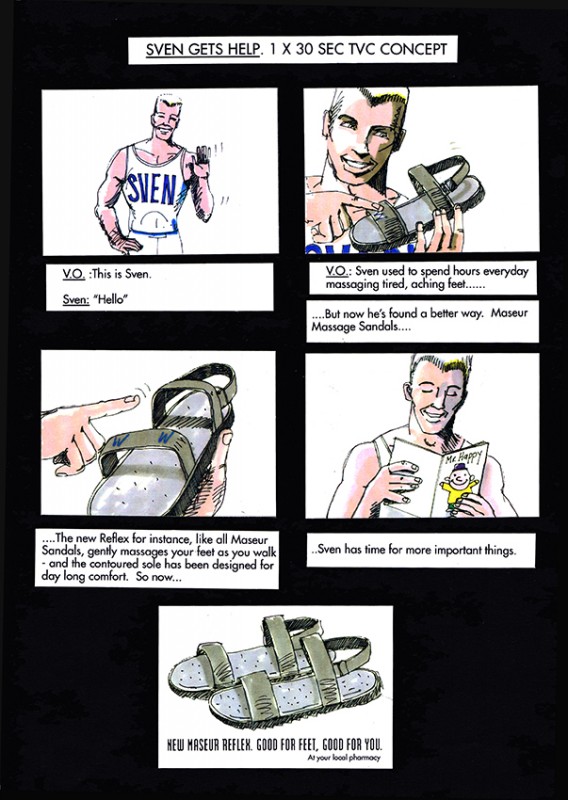 SVEN GETS HELP. 1 X 30 SEC TVC CONCEPT
SVEN
V.O. :This is Sven.
Sven: “Hello”
V.O.: Sven used to spend hours everyday
massaging tired, aching feet......
....But now he's found a better way. Maseur
Massage Sandals....
W W
....The new Reflex for instance, like all Maseur
Sandals, gently massages your feet as you walk
- and the contoured sole has been designed for
day long comfort. So now...
Mr. Happy
..Sven has time for more important things.
NEW MASEUR REFLEX. GOOD FOR FEET, GOOD FOR YOU.
At your local pharmacy